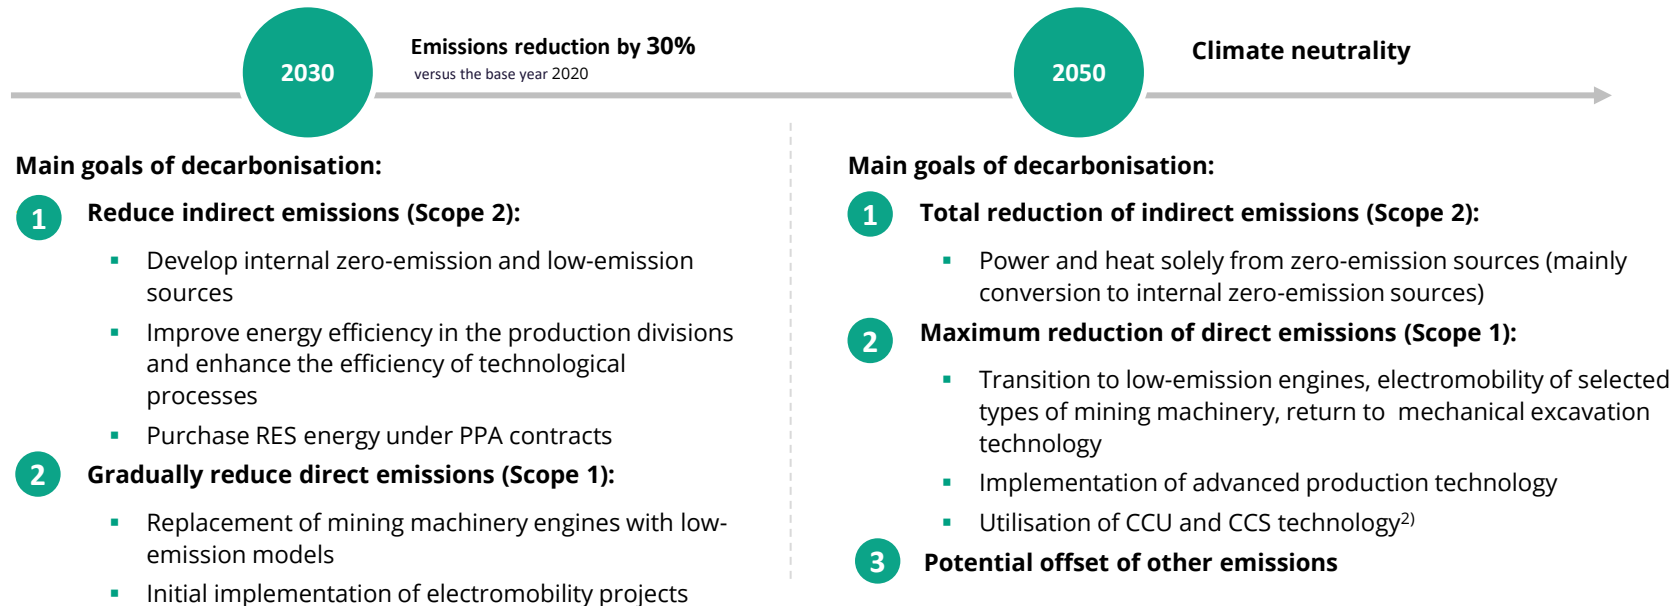 2030
Emissions reduction by 30%
versus the base year 2020
2050
Climate neutrality
Main goals of decarbonisation:
1
Reduce indirect emissions (Scope 2):
▪ Develop internal zero-emission and low-emission
sources
▪ Improve energy efficiency in the production divisions
and enhance the efficiency of technological
processes
▪ Purchase RES energy under PPA contracts
2
Gradually reduce direct emissions (Scope 1):
▪ Replacement of mining machinery engines with low-
emission models
▪ Initial implementation of electromobility projects
Main goals of decarbonisation:
1
Total reduction of indirect emissions (Scope 2):
▪ Power and heat solely from zero-emission sources (mainly
conversion to internal zero-emission sources)
2
Maximum reduction of direct emissions (Scope 1):
▪ Transition to low-emission engines, electromobility of selected
types of mining machinery, return to  mechanical excavation
technology
▪ Implementation of advanced production technology
▪ Utilisation of CCU and CCS technology2)
3
Potential offset of other emissions